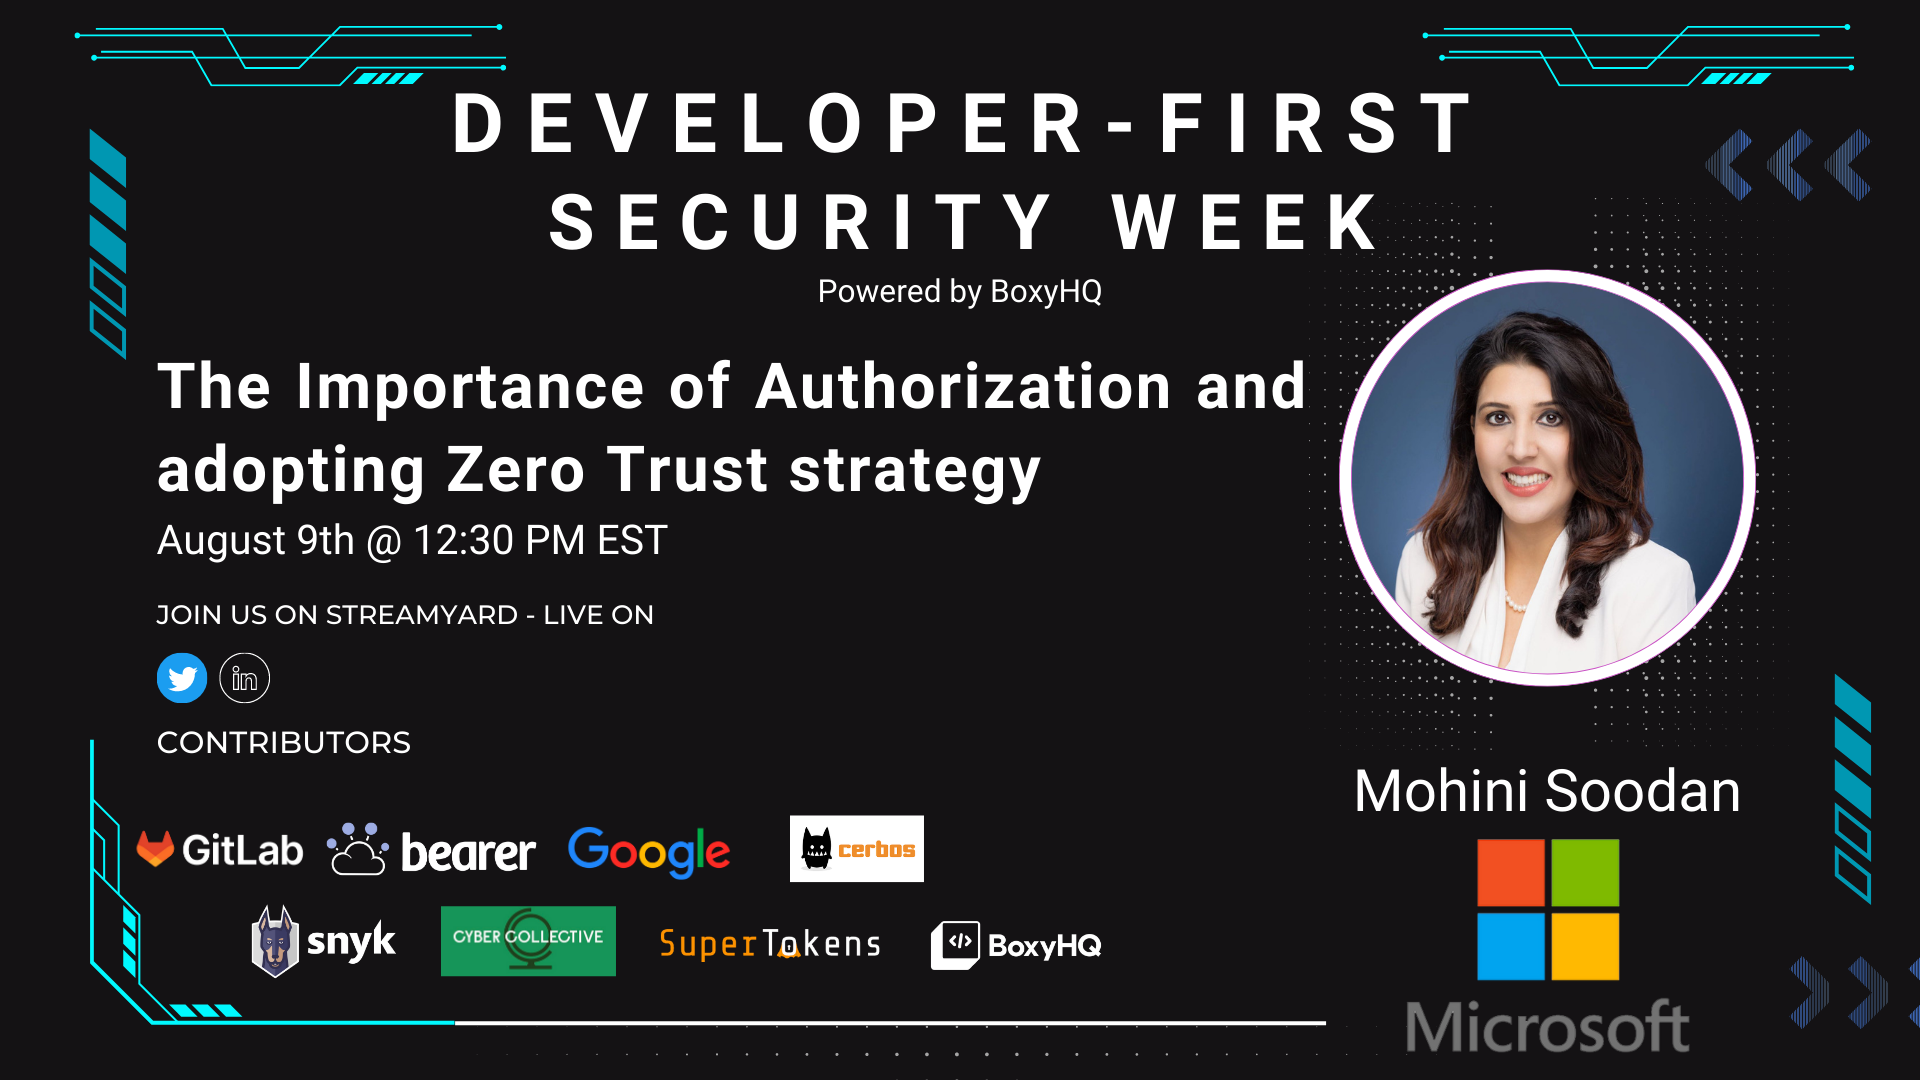 DEVELOPER-FIRST
SECURITY WEEK
Powered by BoxyHQ
The Importance of Authorization and
adopting Zero Trust strategy
August 9th @ 12:30 PM EST
JOIN US ON STREAMYARD - LIVE ON
in
CONTRIBUTORS
GitLab bearer Google cerbos
snyk CYBER COLLECTIVE SuperTokens </> BoxyHQ
Mohini Soodan
Microsoft